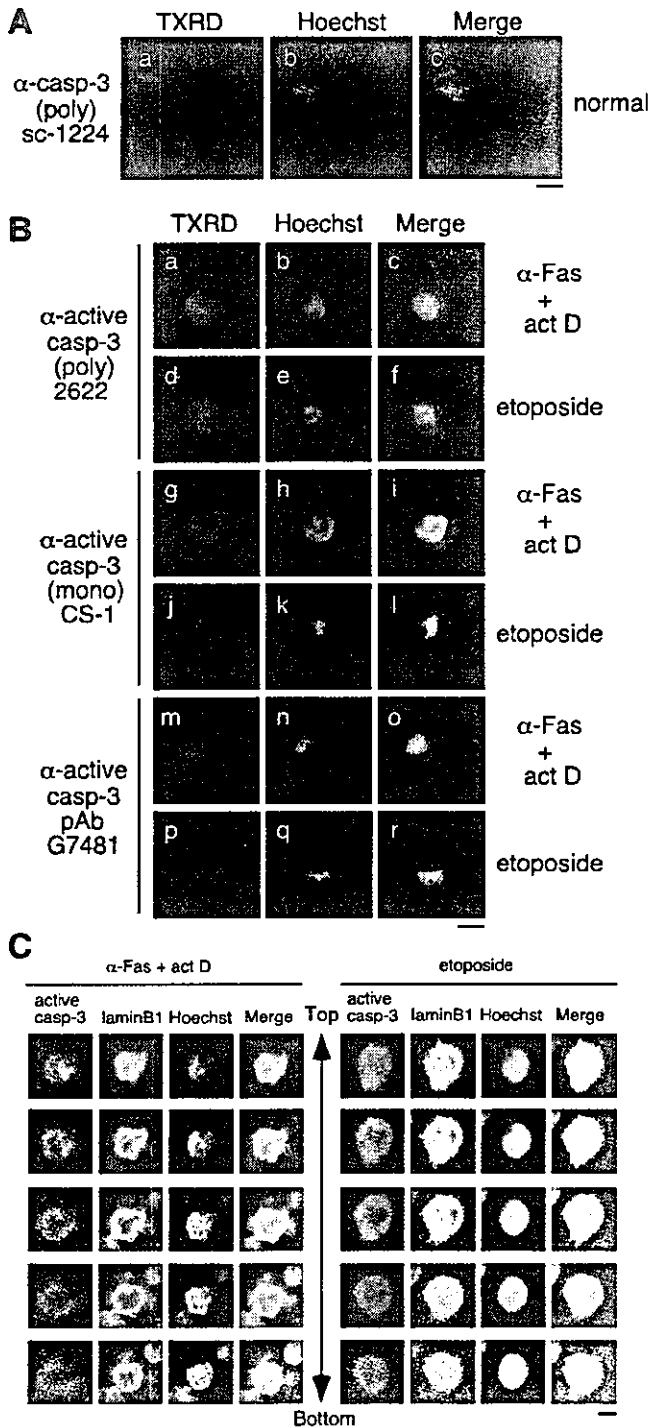 A
TXRD Hoechst Merge
α-casp-3
(poly)
sc-1224
a b c
normal
B
TXRD Hoechst Merge
α-active
casp-3
(poly)
2622
a b c
α-Fas
+
act D
d e f
etoposide
α-active
casp-3
(mono)
CS-1
g h i
α-Fas
+
act D
j k l
etoposide
α-active
casp-3
pAb
G7481
m n o
α-Fas
+
act D
p q r
etoposide
C
α-Fas + act D etoposide
active
casp-3 laminB1 Hoechst Merge Top active
casp-3 laminB1 Hoechst Merge
Bottom